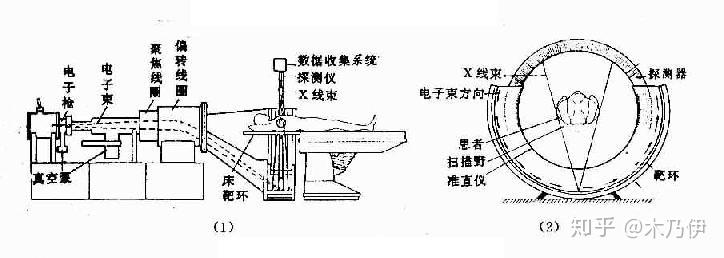 电子枪
电子束
聚焦线圈
偏转线圈
数据收集系统
探测仪
X 线束
真空泵
床
靶环
(1)
X 线束
探测器
电子束方向
患者
扫描野
准直仪
靶环
(2)
知乎 @木乃伊